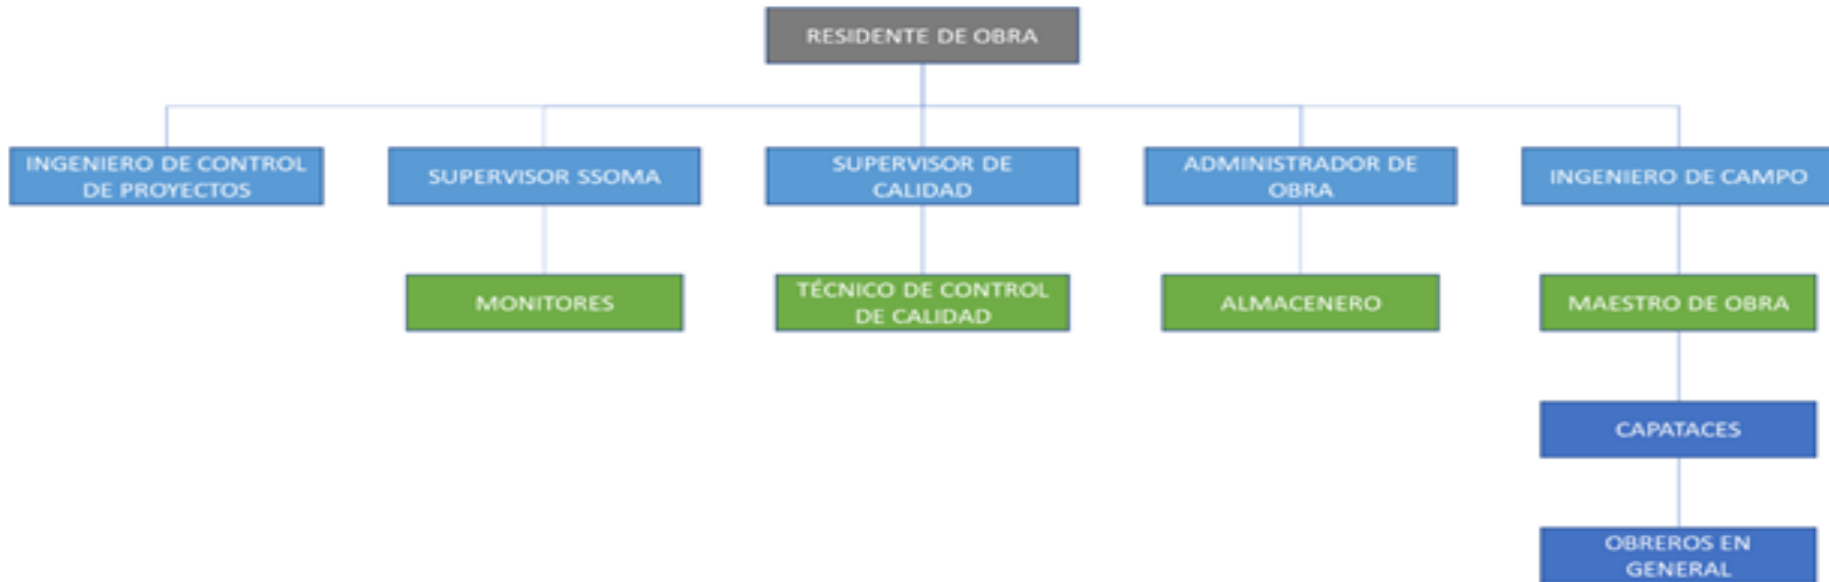 RESIDENTE DE OBRA
INGENIERO DE CONTROL
DE PROYECTOS
SUPERVISOR SSOMA
SUPERVISOR DE
CALIDAD
ADMINISTRADOR DE
OBRA
INGENIERO DE CAMPO
MONITORES
TÉCNICO DE CONTROL
DE CALIDAD
ALMACENERO
MAESTRO DE OBRA
CAPATACES
OBREROS EN
GENERAL